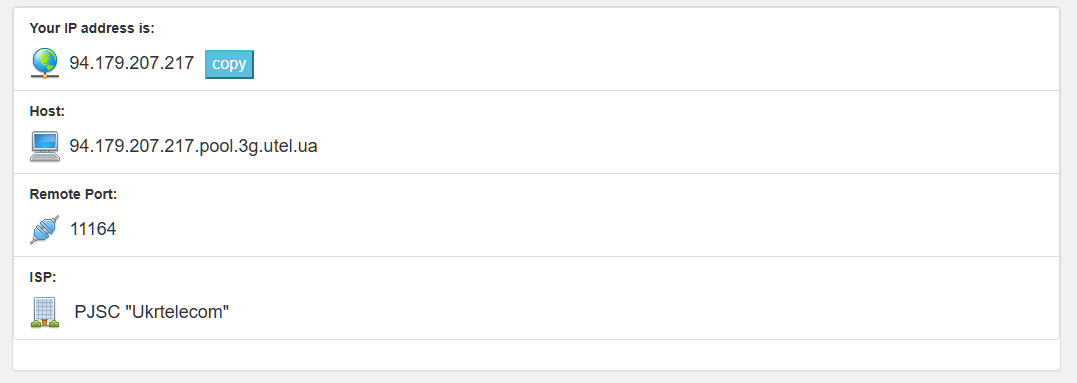 Your IP address is:
94.179.207.217 copy
Host:
94.179.207.217.pool.3g.utel.ua
Remote Port:
11164
ISP:
PJSC "Ukrtelecom"